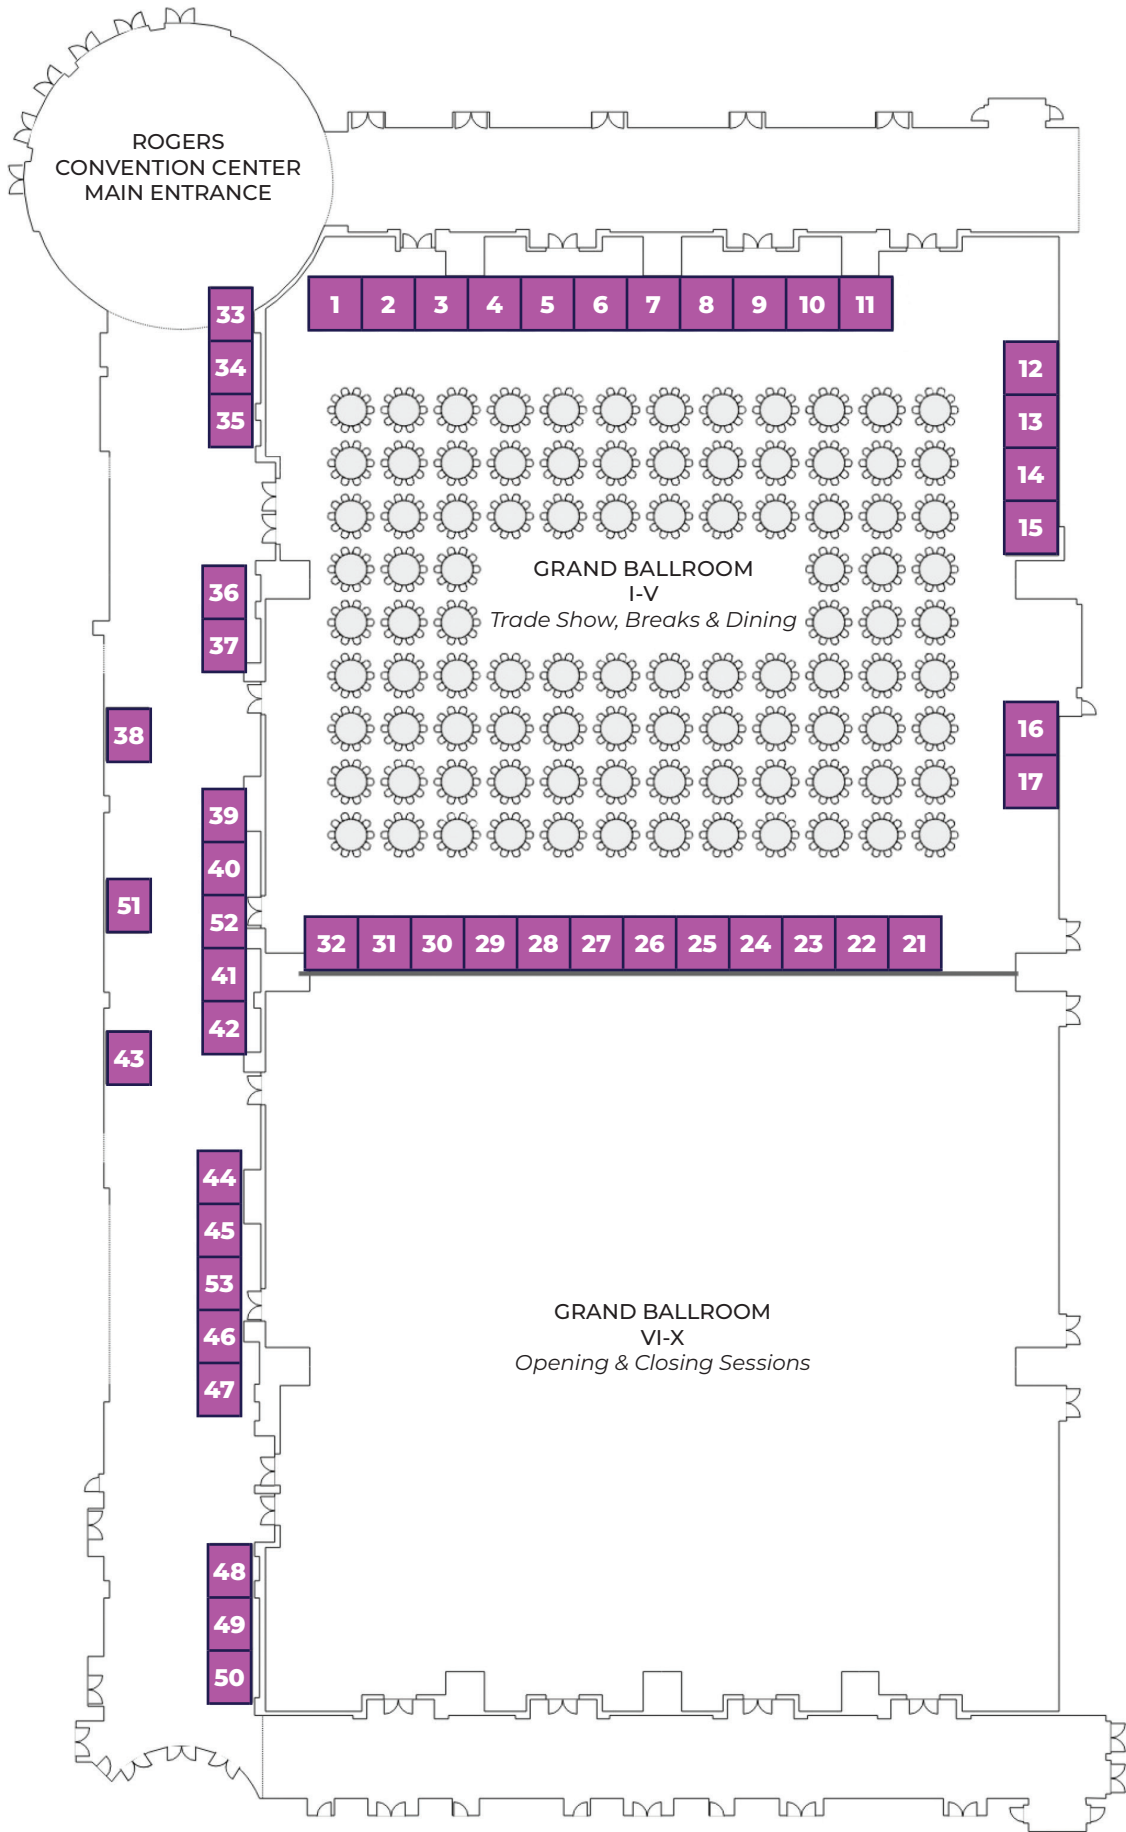 ROGERS
CONVENTION CENTER
MAIN ENTRANCE
33
34
35
1 2 3 4 5 6 7 8 9 10 11
12
13
14
15
GRAND BALLROOM
I-V
Trade Show, Breaks & Dining
36
37
38
16
17
39
40
51
52
41
42
43
32 31 30 29 28 27 26 25 24 23 22 21
44
45
53
46
47
GRAND BALLROOM
VI-X
Opening & Closing Sessions
48
49
50